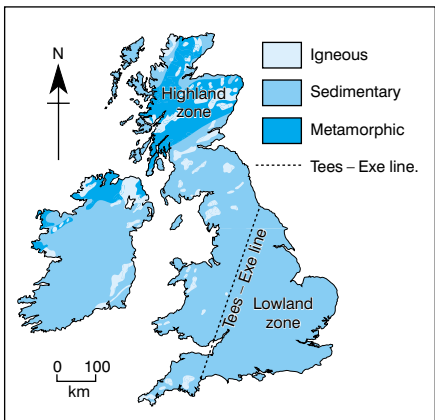 N
Igneous
Sedimentary
Metamorphic
Tees – Exe line.
Highland
zone
Tees – Exe line
Lowland
zone
0 100
km